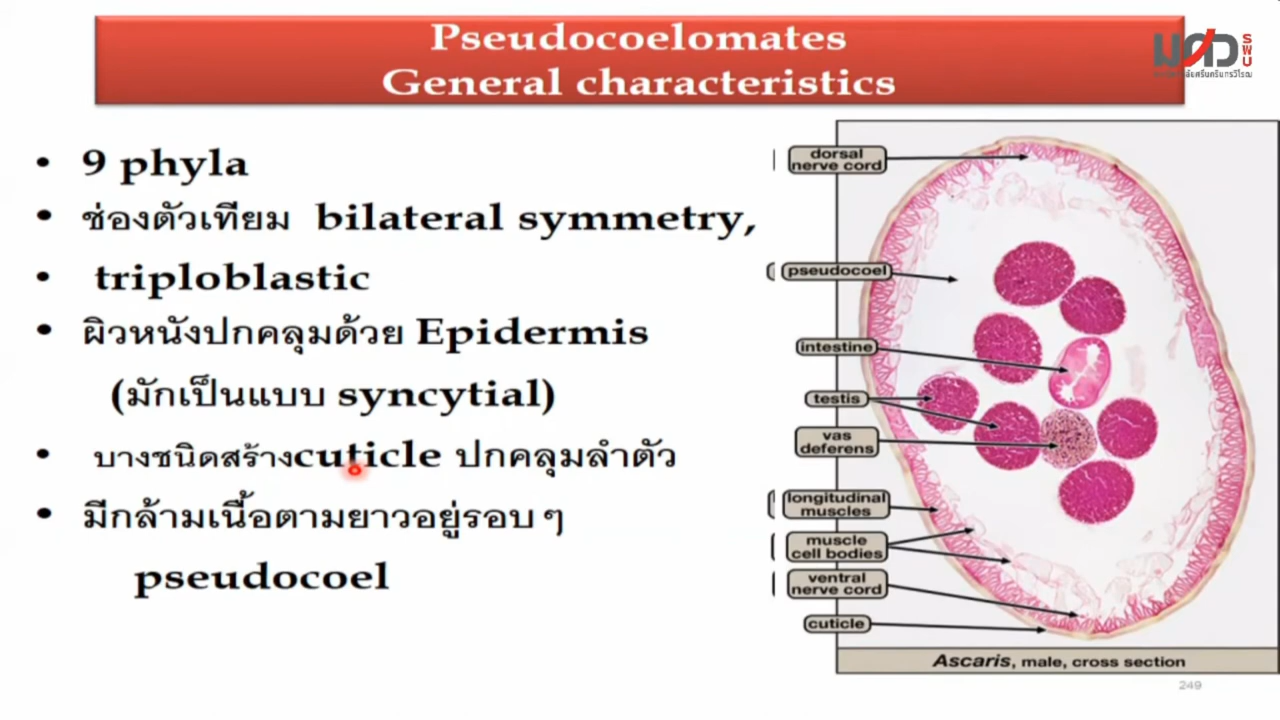 Pseudocoelomates
General characteristics
มศว
SWU
• 9 phyla
• ช่องตัวเทียม bilateral symmetry,
• triploblastic
• ผิวหนังปกคลุมด้วย Epidermis
(มักเป็นแบบ syncytial)
• บางชนิดสร้างcuticle ปกคลุมลำตัว
• มีกล้ามเนื้อตามยาวอยู่รอบๆ
pseudocoel
dorsal
nerve cord
pseudocoel
intestine
testis
vas
deferens
longitudinal
muscles
muscle
cell bodies
ventral
nerve cord
cuticle
Ascaris, male, cross section
249